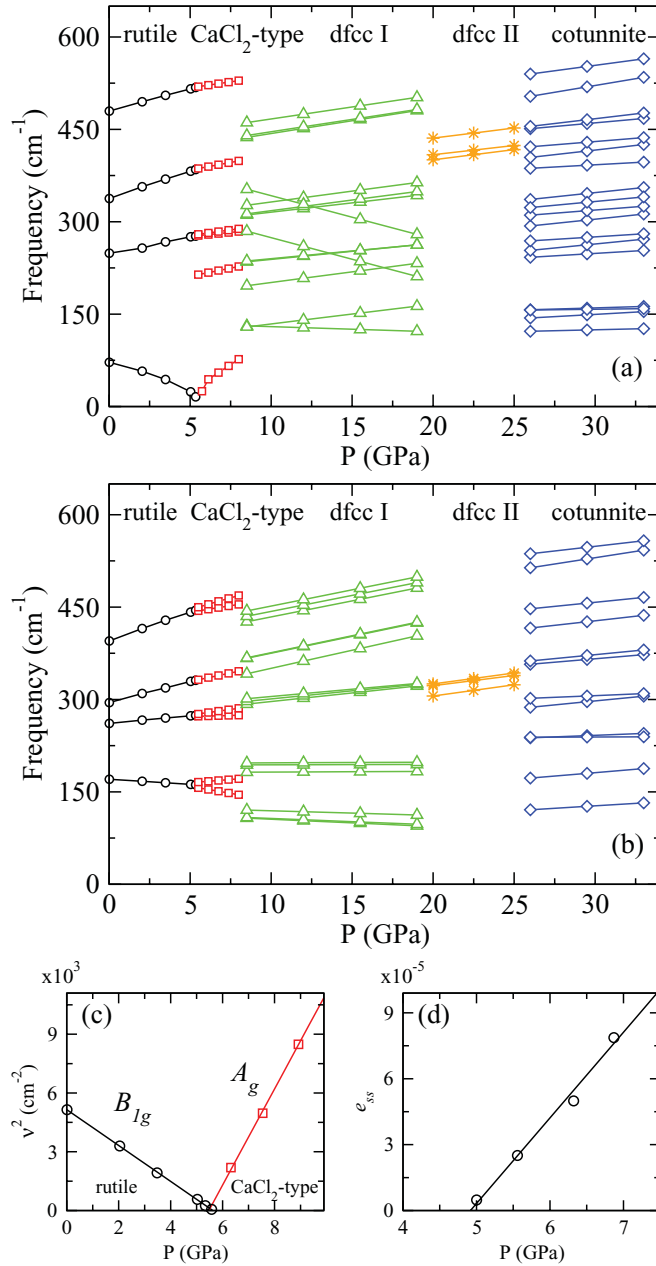 600
rutile CaCl2-type dfcc I dfcc II cotunnite
450
300
150
0
Frequency (cm-1)
(a)
0 5 10 15 20 25 30
P (GPa)
600
rutile CaCl2-type dfcc I dfcc II cotunnite
450
300
150
0
Frequency (cm-1)
(b)
0 5 10 15 20 25 30
P (GPa)
x10^3
(c)
9
6
3
0
ν2 (cm-2)
B1g
Ag
rutile
CaCl2-type
0 2 4 6 8
P (GPa)
x10^-5
(d)
9
6
3
0
ess
4 5 6 7
P (GPa)